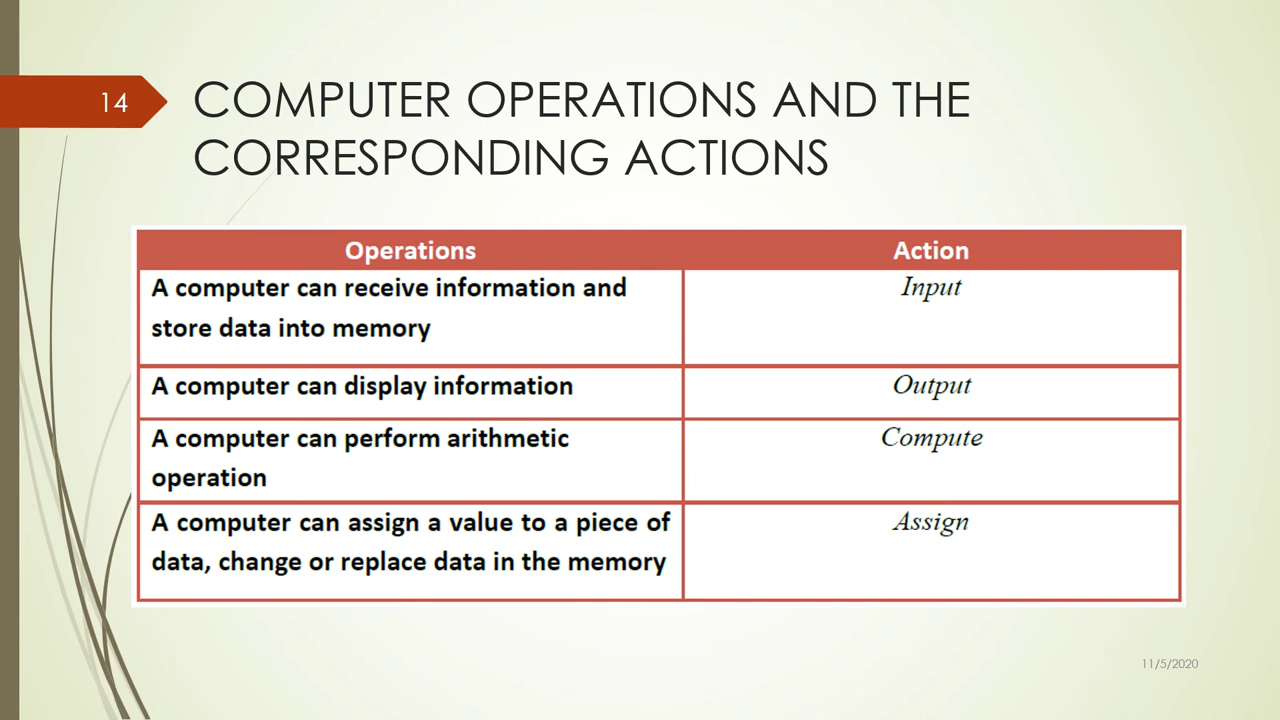 14
COMPUTER OPERATIONS AND THE
CORRESPONDING ACTIONS
Operations
Action
A computer can receive information and
store data into memory
Input
A computer can display information
Output
A computer can perform arithmetic
operation
Compute
A computer can assign a value to a piece of
data, change or replace data in the memory
Assign
11/5/2020